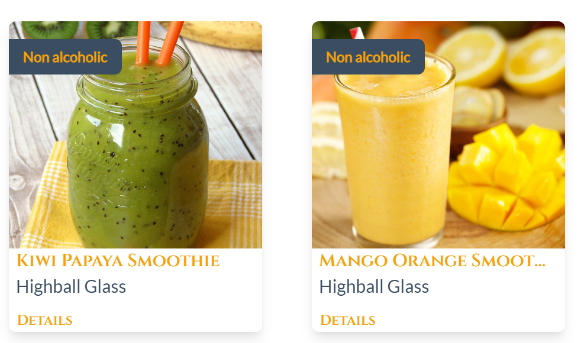 Non alcoholic
Kiwi Papaya Smoothie
Highball Glass
Details
Non alcoholic
Mango Orange Smoot...
Highball Glass
Details